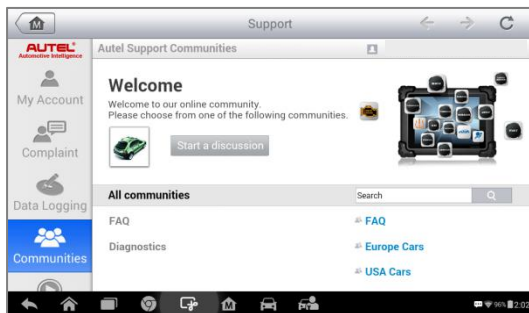 M
Support
AUTEL
Automotive Intelligence
Autel Support Communities
My Account
Complaint
Data Logging
Communities
Welcome
Welcome to our online community.
Please choose from one of the following communities.
Start a discussion
All communities
Search
FAQ
FAQ
Diagnostics
Europe Cars
USA Cars
M
96%
2:02